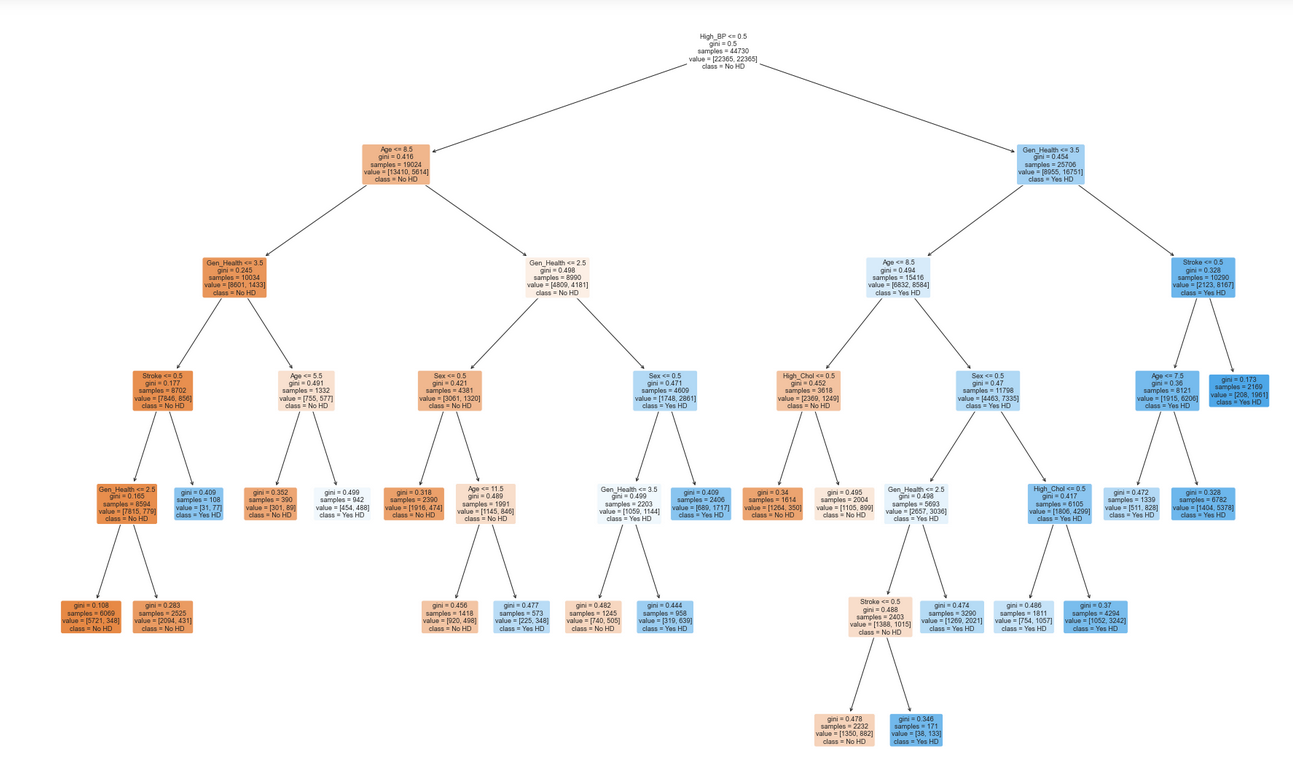 High_BP <= 0.5
gini = 0.5
samples = 44730
value = [22365, 22365]
class = No HD
Age <= 8.5
gini = 0.416
samples = 19024
value = [13410, 5614]
class = No HD
Gen_Health <= 3.5
gini = 0.454
samples = 25706
value = [8955, 16751]
class = Yes HD
Gen_Health <= 3.5
gini = 0.245
samples = 10034
value = [8601, 1433]
class = No HD
Gen_Health <= 2.5
gini = 0.498
samples = 8990
value = [4809, 4181]
class = No HD
Age <= 8.5
gini = 0.494
samples = 15416
value = [6832, 8584]
class = Yes HD
Stroke <= 0.5
gini = 0.328
samples = 10290
value = [2123, 8167]
class = Yes HD
Stroke <= 0.5
gini = 0.177
samples = 8702
value = [7846, 856]
class = No HD
Age <= 5.5
gini = 0.491
samples = 1332
value = [755, 577]
class = No HD
Sex <= 0.5
gini = 0.421
samples = 4381
value = [3061, 1320]
class = No HD
Sex <= 0.5
gini = 0.471
samples = 4609
value = [1748, 2861]
class = Yes HD
High_Chol <= 0.5
gini = 0.452
samples = 3618
value = [2369, 1249]
class = No HD
Sex <= 0.5
gini = 0.47
samples = 11798
value = [4463, 7335]
class = Yes HD
Age <= 7.5
gini = 0.36
samples = 8121
value = [1915, 6206]
class = Yes HD
gini = 0.173
samples = 2169
value = [208, 1961]
class = Yes HD
Gen_Health <= 2.5
gini = 0.165
samples = 8594
value = [7815, 779]
class = No HD
gini = 0.409
samples = 108
value = [31, 77]
class = Yes HD
gini = 0.352
samples = 390
value = [301, 89]
class = No HD
gini = 0.499
samples = 942
value = [454, 488]
class = Yes HD
gini = 0.318
samples = 2390
value = [1916, 474]
class = No HD
Age <= 11.5
gini = 0.489
samples = 1991
value = [1145, 846]
class = No HD
Gen_Health <= 3.5
gini = 0.499
samples = 2203
value = [1059, 1144]
class = Yes HD
gini = 0.409
samples = 2406
value = [689, 1717]
class = Yes HD
gini = 0.34
samples = 1614
value = [1264, 350]
class = No HD
gini = 0.495
samples = 2004
value = [1105, 899]
class = No HD
Gen_Health <= 2.5
gini = 0.498
samples = 5693
value = [2657, 3036]
class = Yes HD
High_Chol <= 0.5
gini = 0.417
samples = 6105
value = [1806, 4299]
class = Yes HD
gini = 0.472
samples = 1339
value = [511, 828]
class = Yes HD
gini = 0.328
samples = 6782
value = [1404, 5378]
class = Yes HD
gini = 0.108
samples = 6069
value = [5721, 348]
class = No HD
gini = 0.283
samples = 2525
value = [2094, 431]
class = No HD
gini = 0.456
samples = 1418
value = [920, 498]
class = No HD
gini = 0.477
samples = 573
value = [225, 348]
class = Yes HD
gini = 0.482
samples = 1245
value = [740, 505]
class = No HD
gini = 0.444
samples = 958
value = [319, 639]
class = Yes HD
Stroke <= 0.5
gini = 0.488
samples = 2403
value = [1388, 1015]
class = No HD
gini = 0.474
samples = 3290
value = [1269, 2021]
class = Yes HD
gini = 0.486
samples = 1811
value = [754, 1057]
class = Yes HD
gini = 0.37
samples = 4294
value = [1052, 3242]
class = Yes HD
gini = 0.478
samples = 2232
value = [1350, 882]
class = No HD
gini = 0.346
samples = 171
value = [38, 133]
class = Yes HD